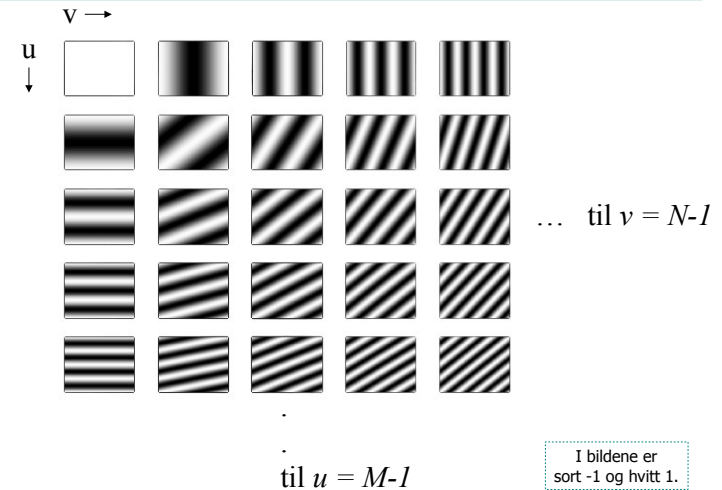 v →
u
↓
… til v = N-1
.
.
til u = M-1
I bildene er
sort -1 og hvitt 1.